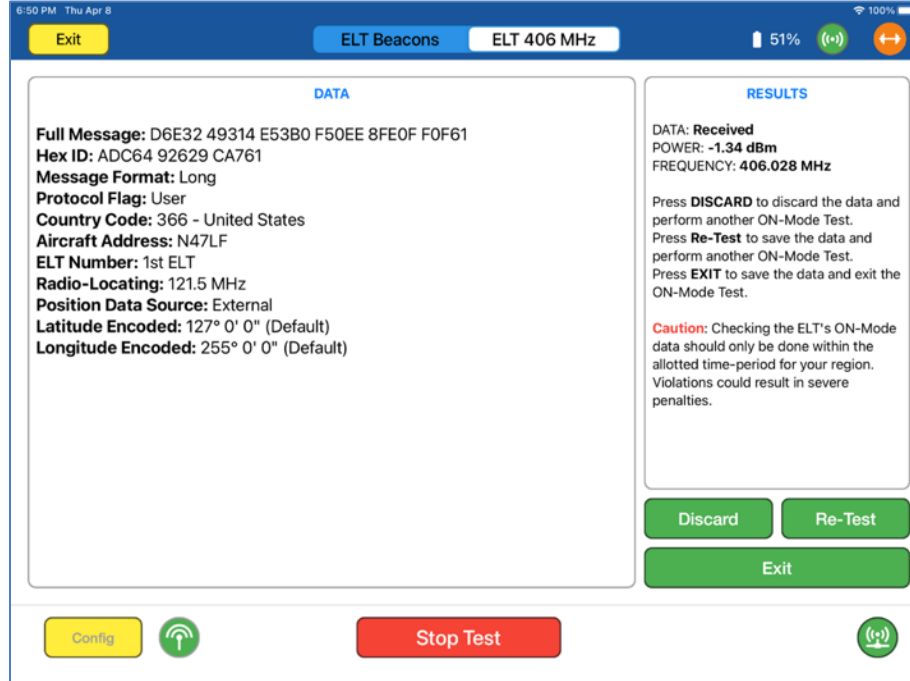 6:50 PM Thu Apr 8
100%
Exit
ELT Beacons
ELT 406 MHz
51%
DATA
Full Message: D6E32 49314 E53B0 F50EE 8FE0F F0F61
Hex ID: ADC64 92629 CA761
Message Format: Long
Protocol Flag: User
Country Code: 366 - United States
Aircraft Address: N47LF
ELT Number: 1st ELT
Radio-Locating: 121.5 MHz
Position Data Source: External
Latitude Encoded: 127° 0' 0" (Default)
Longitude Encoded: 255° 0' 0" (Default)
RESULTS
DATA: Received
POWER: -1.34 dBm
FREQUENCY: 406.028 MHz
Press DISCARD to discard the data and
perform another ON-Mode Test.
Press Re-Test to save the data and
perform another ON-Mode Test.
Press EXIT to save the data and exit the
ON-Mode Test.
Caution: Checking the ELT's ON-Mode
data should only be done within the
allotted time-period for your region.
Violations could result in severe
penalties.
Discard
Re-Test
Exit
Config
Stop Test